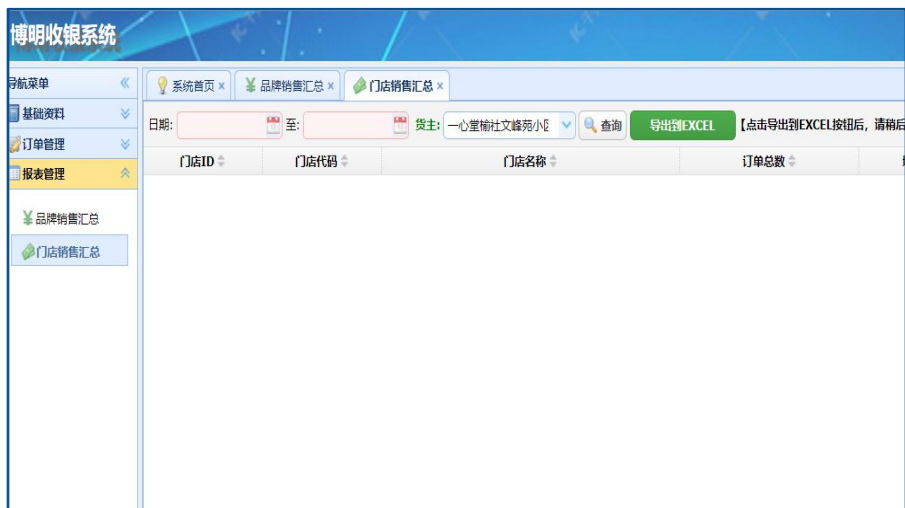 博明收银系统
导航菜单
系统首页 × 品牌销售汇总 × 门店销售汇总 ×
基础资料
日期: 至: 货主: 一心堂榆社文峰苑小区 查询 导出到EXCEL 【点击导出到EXCEL按钮后，请稍后
订单管理
门店ID 门店代码 门店名称 订单总数
报表管理
品牌销售汇总
门店销售汇总